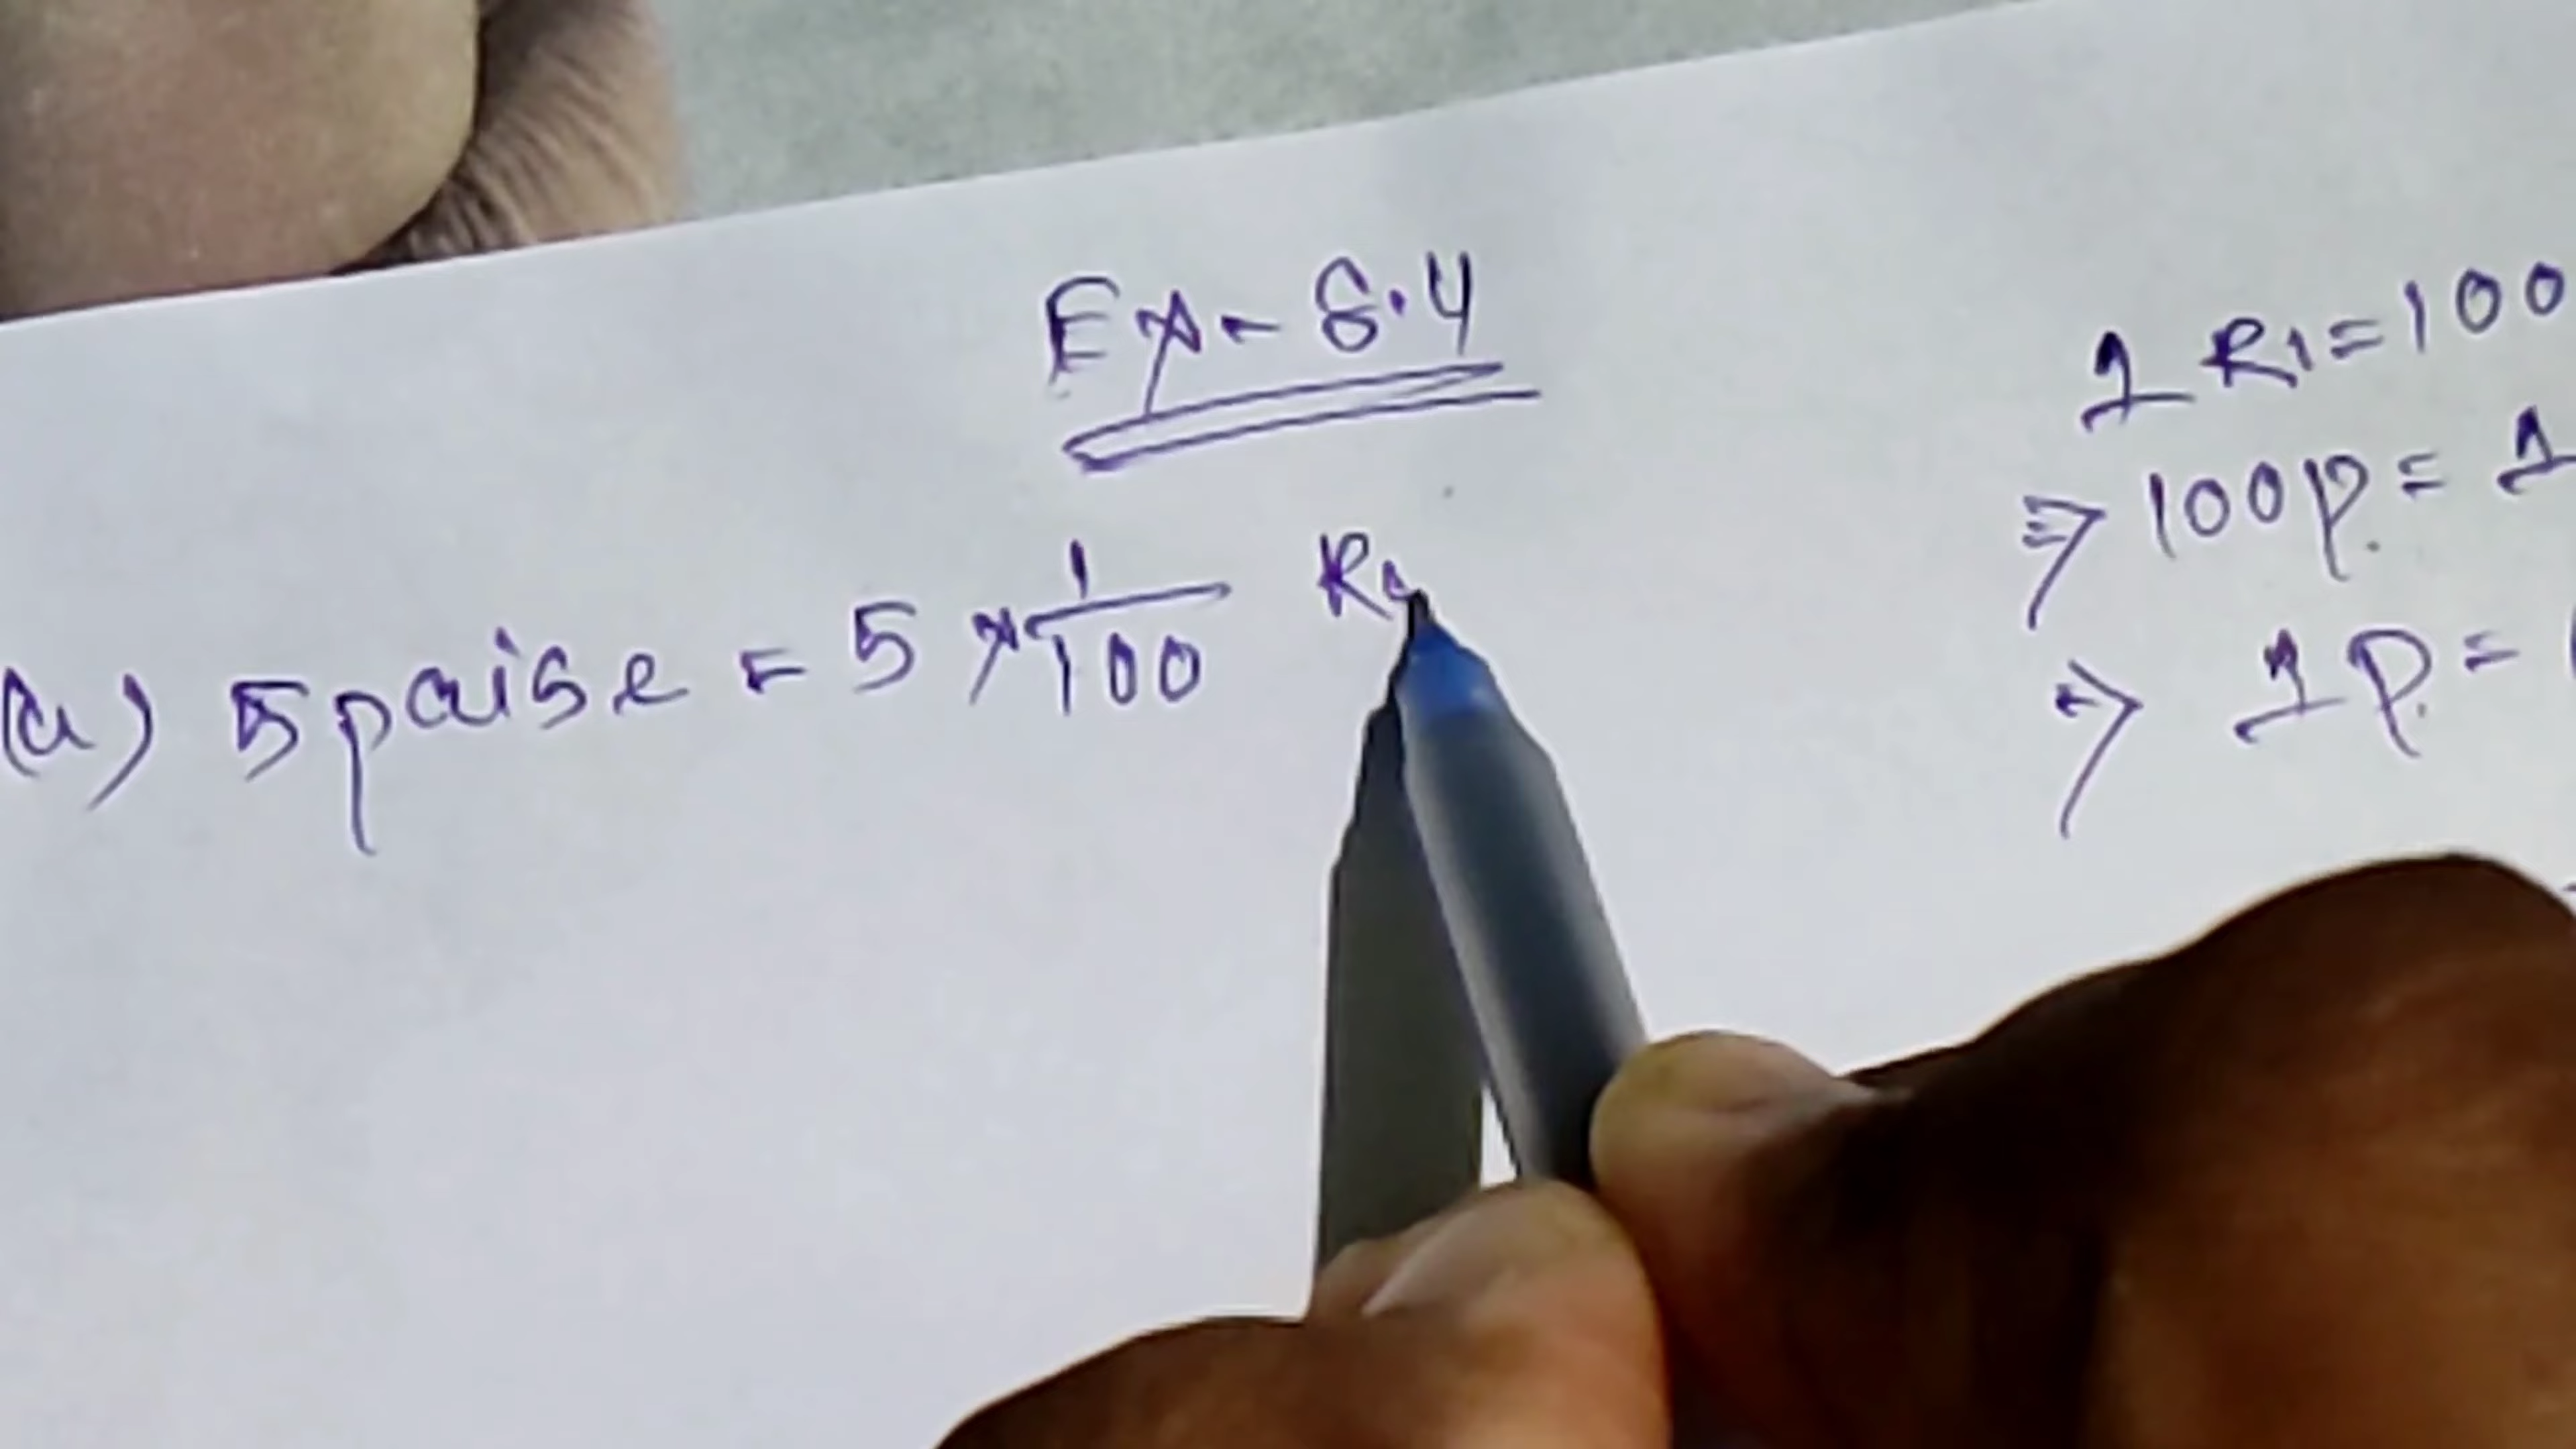 Ex - 8.4
(a) 5 paise = 5 × 1/100 Rs
1 Rs = 100
⇒ 100 p. = 1
⇒ 1 p. =